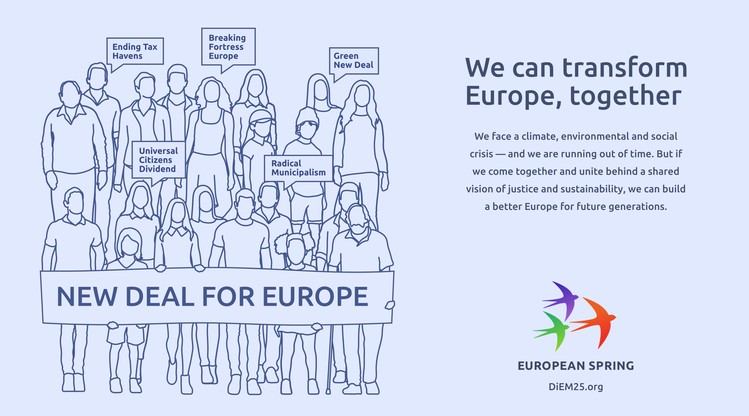 Ending Tax
Havens
Breaking
Fortress
Europe
Green
New Deal
Universal
Citizens
Dividend
Radical
Municipalism
NEW DEAL FOR EUROPE
We can transform
Europe, together
We face a climate, environmental and social
crisis — and we are running out of time. But if
we come together and unite behind a shared
vision of justice and sustainability, we can build
a better Europe for future generations.
EUROPEAN SPRING
DiEM25.org